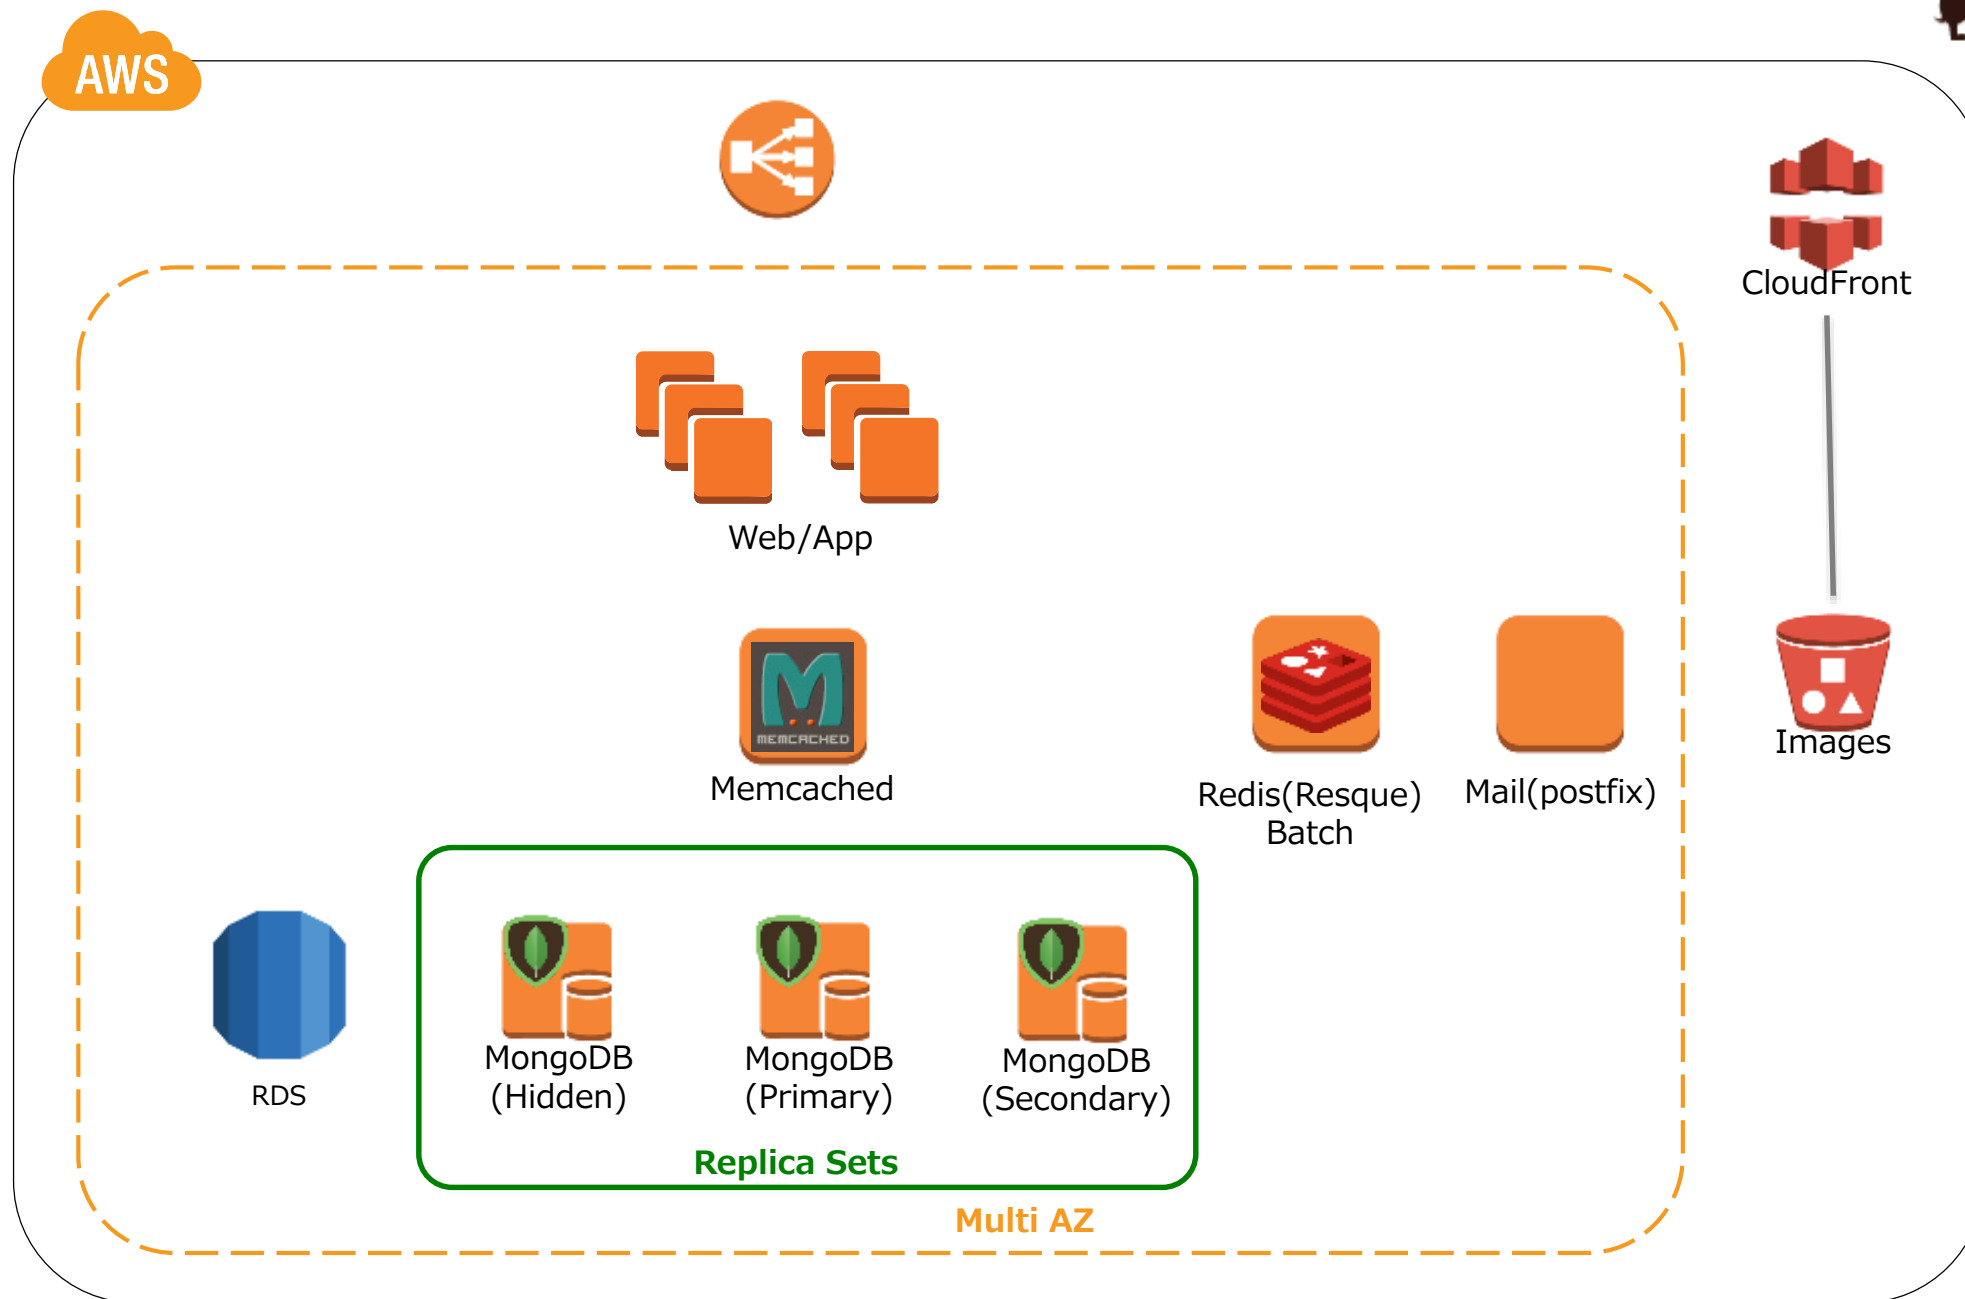 AWS
CloudFront
Web/App
MEMCACHED
Memcached
Redis(Resque)
Batch
Mail(postfix)
Images
RDS
MongoDB
(Hidden)
MongoDB
(Primary)
MongoDB
(Secondary)
Replica Sets
Multi AZ